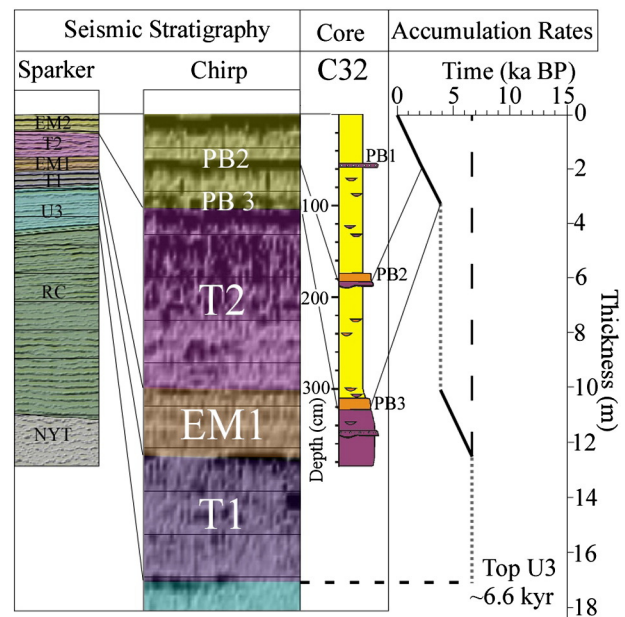 Seismic Stratigraphy Core Accumulation Rates
Sparker Chirp C32 Time (ka BP)
0 5 10 15
EM2
T2
EM1
T1
U3
RC
NYT
PB2
PB 3
T2
EM1
T1
100
200
300
Depth (cm)
PB1
PB2
PB3
0
2
4
6
8
10
12
14
16
18
Thickness (m)
Top U3
~6.6 kyr